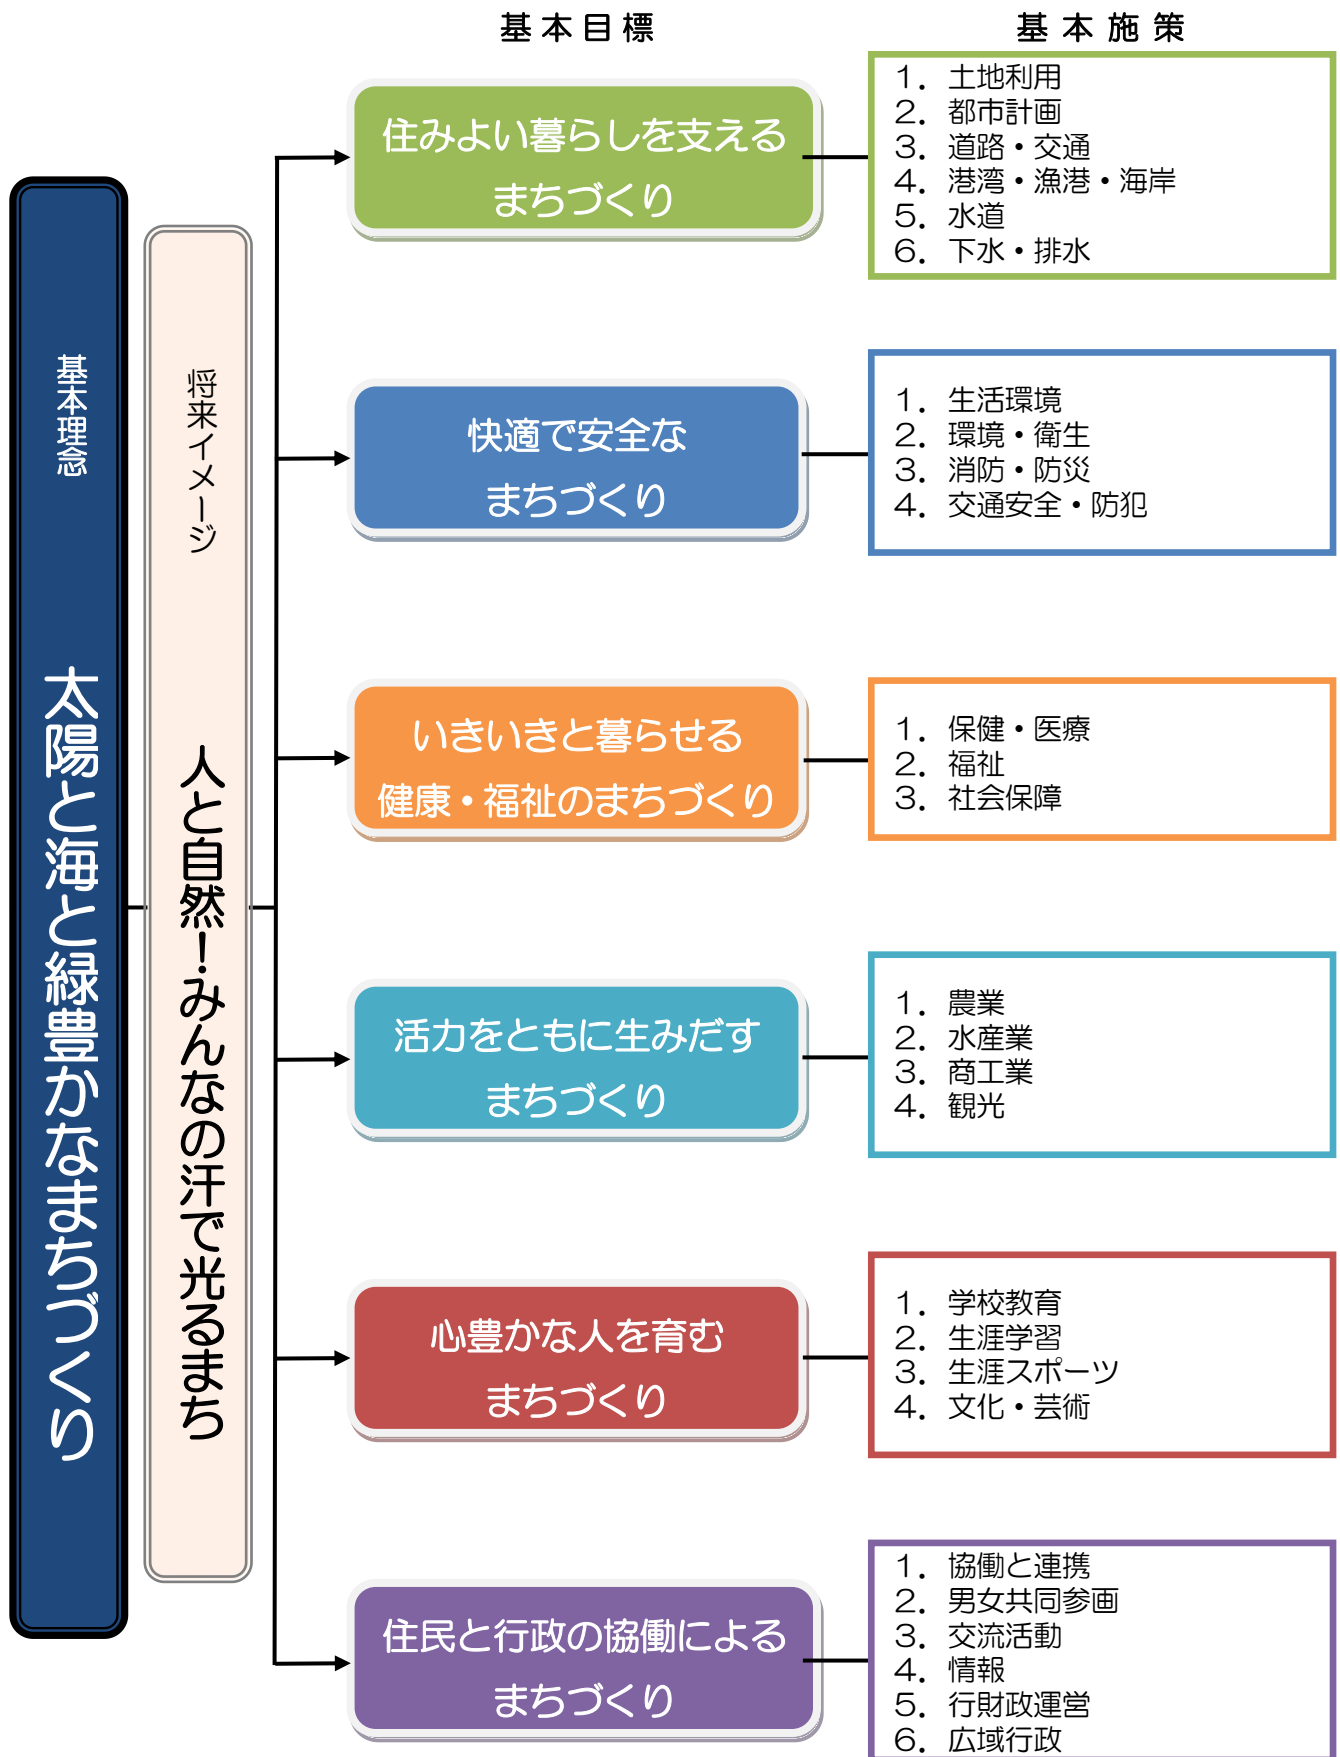 基本目標
基本施策
基本理念
太陽と海と緑豊かなまちづくり
将来イメージ
人と自然！みんなの汗で光るまち
住みよい暮らしを支える
まちづくり
1．土地利用
2．都市計画
3．道路・交通
4．港湾・漁港・海岸
5．水道
6．下水・排水
快適で安全な
まちづくり
1．生活環境
2．環境・衛生
3．消防・防災
4．交通安全・防犯
いきいきと暮らせる
健康・福祉のまちづくり
1．保健・医療
2．福祉
3．社会保障
活力をともに生みだす
まちづくり
1．農業
2．水産業
3．商工業
4．観光
心豊かな人を育む
まちづくり
1．学校教育
2．生涯学習
3．生涯スポーツ
4．文化・芸術
住民と行政の協働による
まちづくり
1．協働と連携
2．男女共同参画
3．交流活動
4．情報
5．行財政運営
6．広域行政